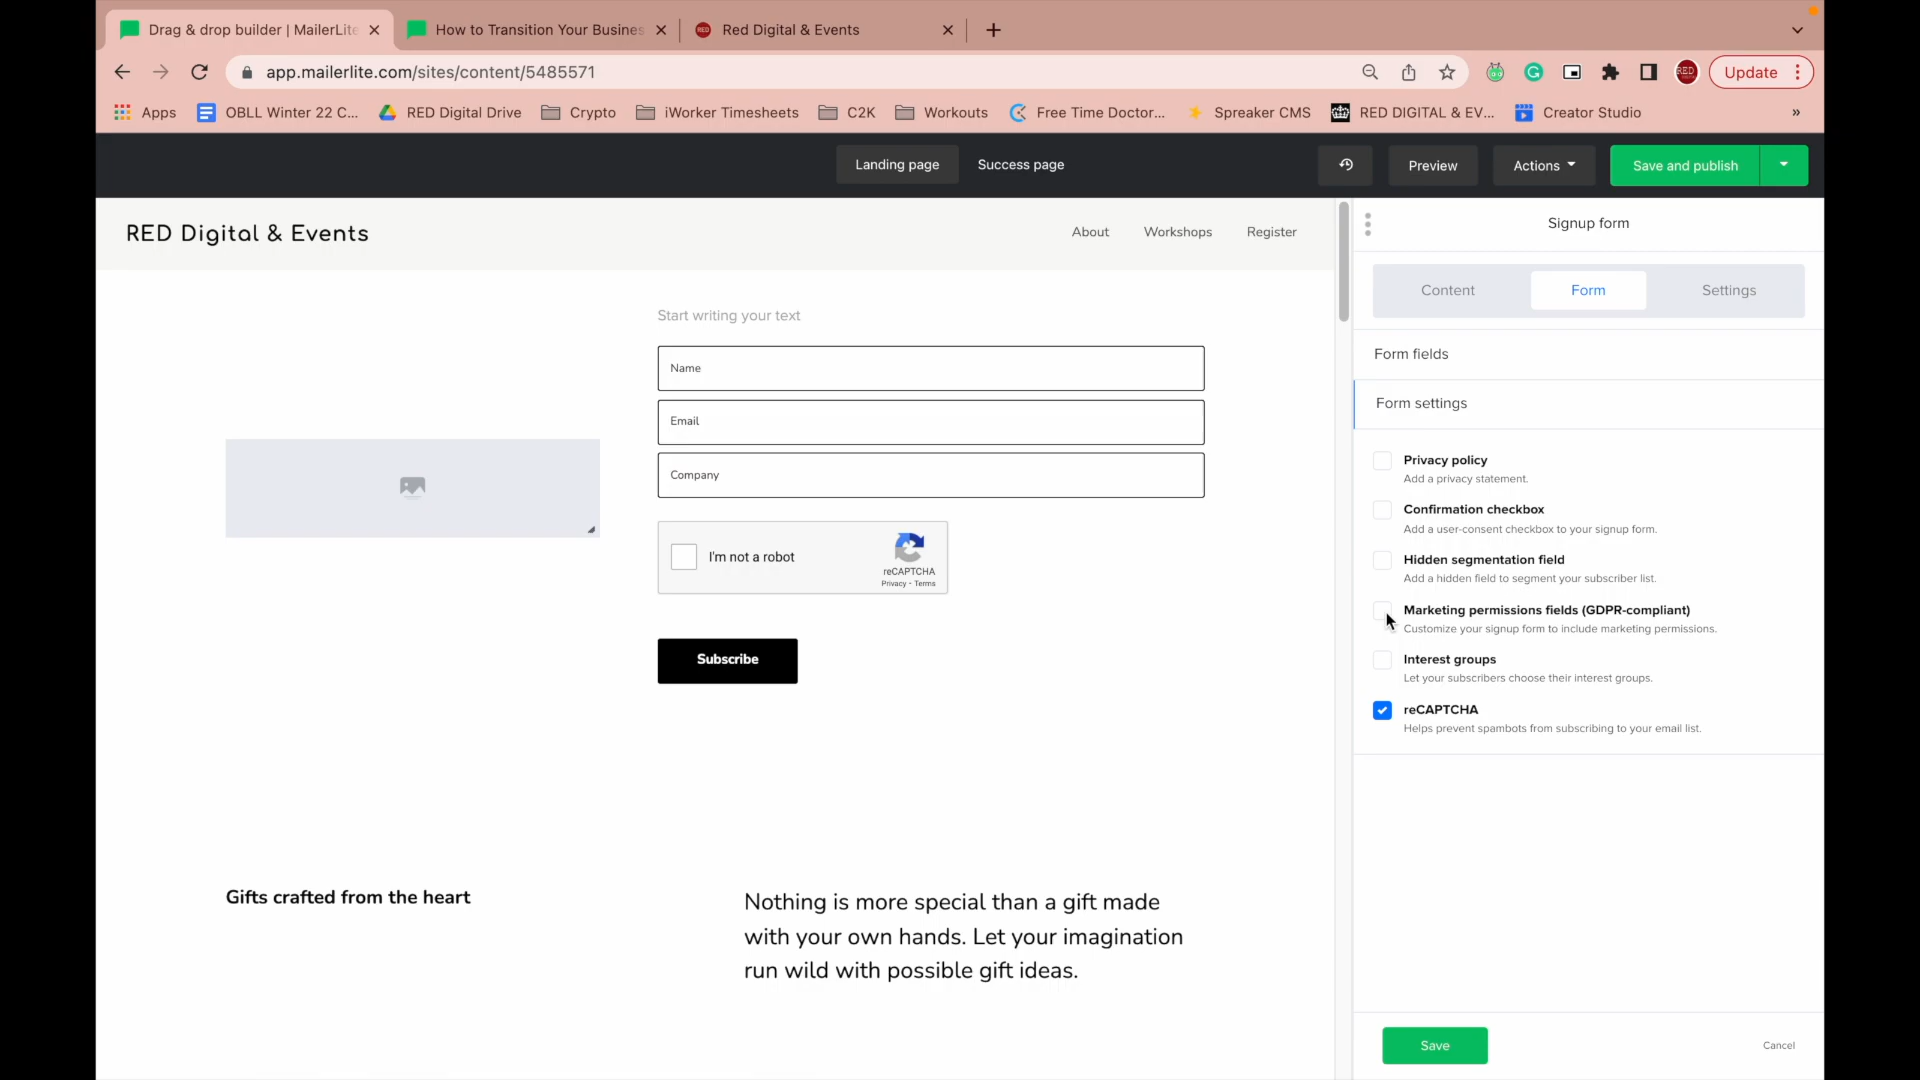 Drag & drop builder | MailerLite
How to Transition Your Busines
RED
Red Digital & Events
app.mailerlite.com/sites/content/5485571
RED
Update
Apps
OBLL Winter 22 C...
RED Digital Drive
Crypto
iWorker Timesheets
C2K
Workouts
Free Time Doctor...
Spreaker CMS
RED DIGITAL & EV...
Creator Studio
»
Landing page
Success page
Preview
Actions
Save and publish
RED Digital & Events
About
Workshops
Register
Signup form
Content
Form
Settings
Start writing your text
Name
Email
Company
I'm not a robot
reCAPTCHA
Privacy - Terms
Subscribe
Form fields
Form settings
Privacy policy
Add a privacy statement.
Confirmation checkbox
Add a user-consent checkbox to your signup form.
Hidden segmentation field
Add a hidden field to segment your subscriber list.
Marketing permissions fields (GDPR-compliant)
Customize your signup form to include marketing permissions.
Interest groups
Let your subscribers choose their interest groups.
reCAPTCHA
Helps prevent spambots from subscribing to your email list.
Gifts crafted from the heart
Nothing is more special than a gift made
with your own hands. Let your imagination
run wild with possible gift ideas.
Save
Cancel